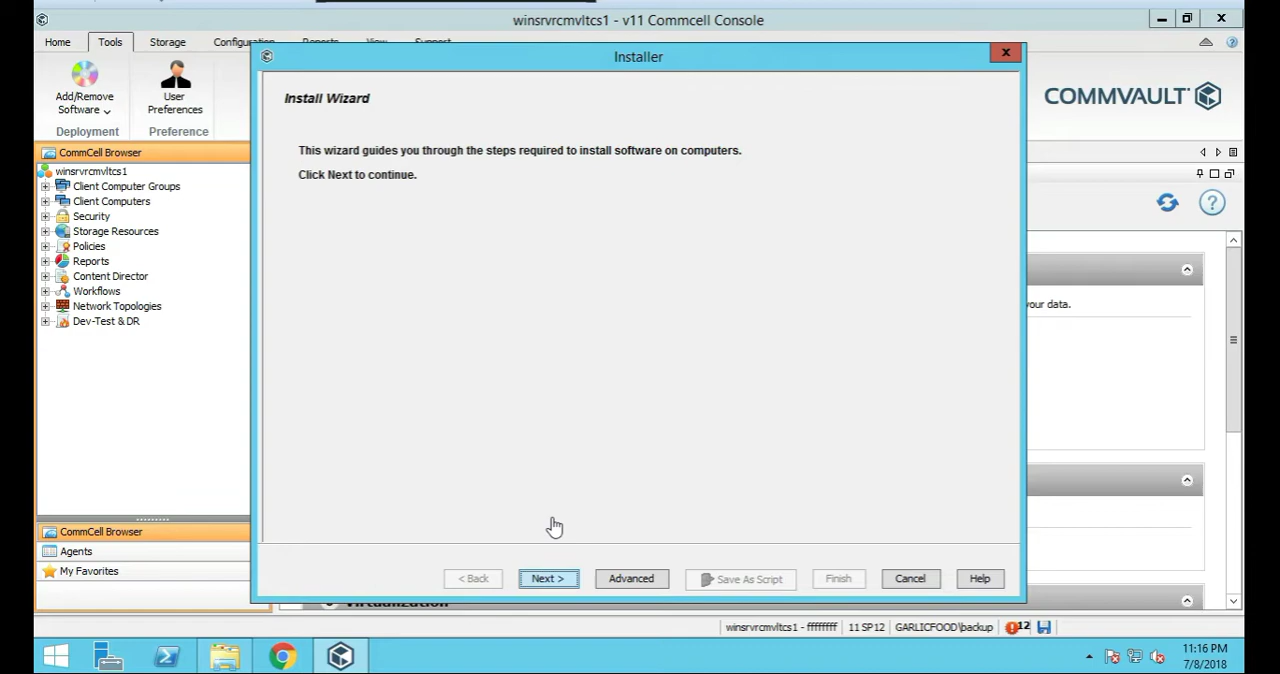 winsrvrcmvltcs1 - v11 Commcell Console
Home
Tools
Storage
Support
Installer
Add/Remove
Software
User
Preferences
Deployment
Preference
COMMVAULT
CommCell Browser
winsrvrcmvltcs1
Client Computer Groups
Client Computers
Security
Storage Resources
Policies
Reports
Content Director
Workflows
Network Topologies
Dev-Test & DR
Install Wizard
This wizard guides you through the steps required to install software on computers.
Click Next to continue.
your data.
CommCell Browser
Agents
My Favorites
< Back
Next >
Advanced
Save As Script
Finish
Cancel
Help
Virtualization
winsrvrcmvltcs1 - ffffffff
11 SP12
GARLICFOOD\backup
12
11:16 PM
7/8/2018